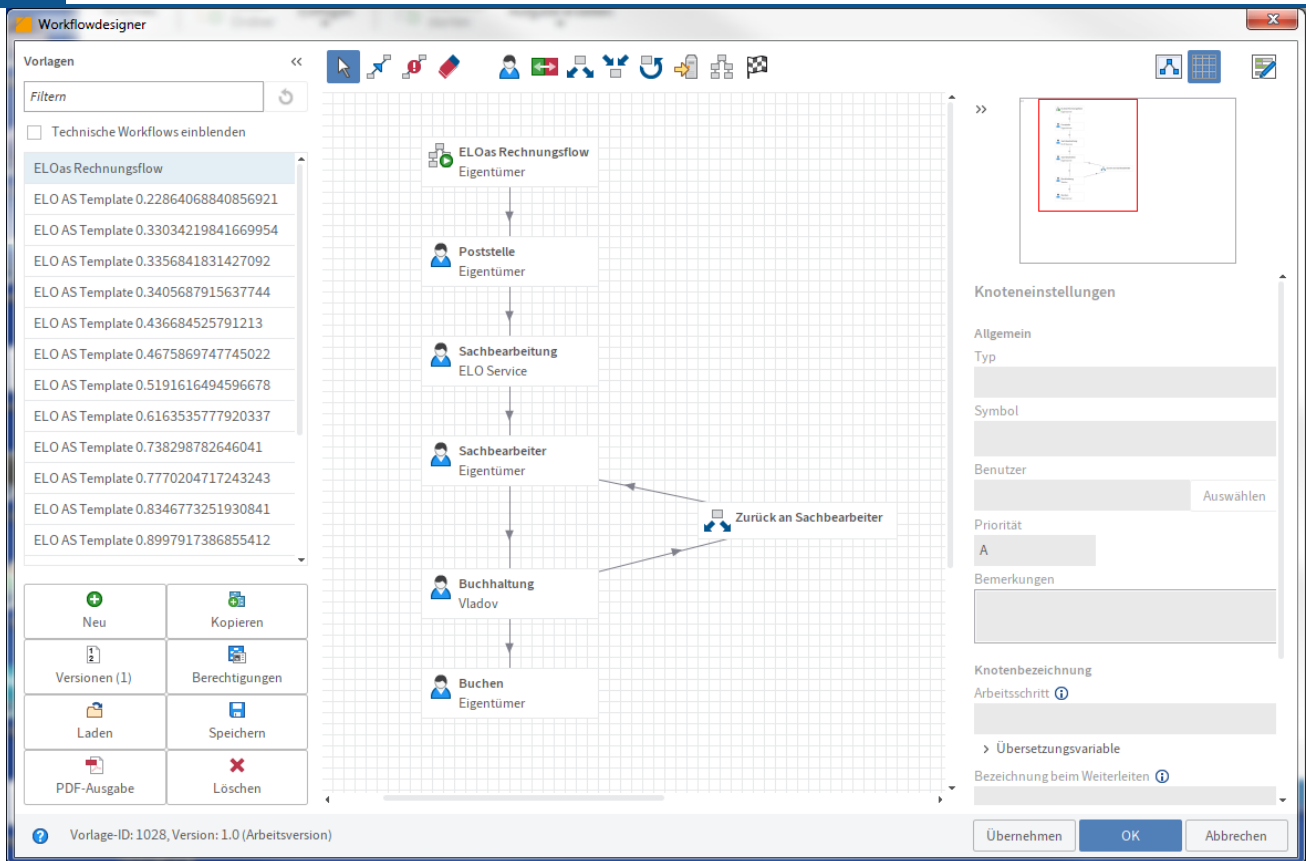 Workflowdesigner
Vorlagen
Filtern
Technische Workflows einblenden
ELOas Rechnungsflow
ELO AS Template 0.22864068840856921
ELO AS Template 0.33034219841669954
ELO AS Template 0.3356841831427092
ELO AS Template 0.3405687915637744
ELO AS Template 0.436684525791213
ELO AS Template 0.4675869747745022
ELO AS Template 0.5191616494596678
ELO AS Template 0.6163535777920337
ELO AS Template 0.738298782646041
ELO AS Template 0.7770204717243243
ELO AS Template 0.8346773251930841
ELO AS Template 0.8997917386855412
Neu
Kopieren
Versionen (1)
Berechtigungen
Laden
Speichern
PDF-Ausgabe
Löschen
ELOas Rechnungsflow
Eigentümer
Poststelle
Eigentümer
Sachbearbeitung
ELO Service
Sachbearbeiter
Eigentümer
Zurück an Sachbearbeiter
Buchhaltung
Vladov
Buchen
Eigentümer
Knoteneinstellungen
Allgemein
Typ
Symbol
Benutzer
Auswählen
Priorität
A
Bemerkungen
Knotenbezeichnung
Arbeitsschritt
Übersetzungsvariable
Bezeichnung beim Weiterleiten
Vorlage-ID: 1028, Version: 1.0 (Arbeitsversion)
Übernehmen
OK
Abbrechen